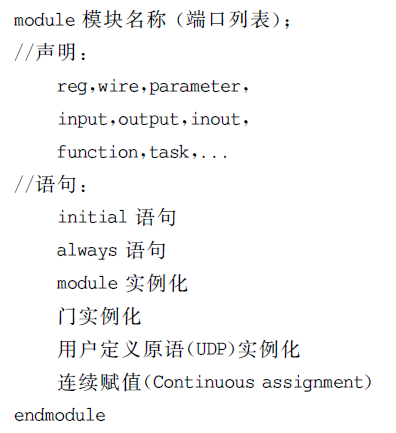 module 模块名称 (端口列表);
//声明:
reg,wire,parameter,
input,output,inout,
function,task,...
//语句:
initial 语句
always 语句
module 实例化
门实例化
用户定义原语(UDP)实例化
连续赋值(Continuous assignment)
endmodule